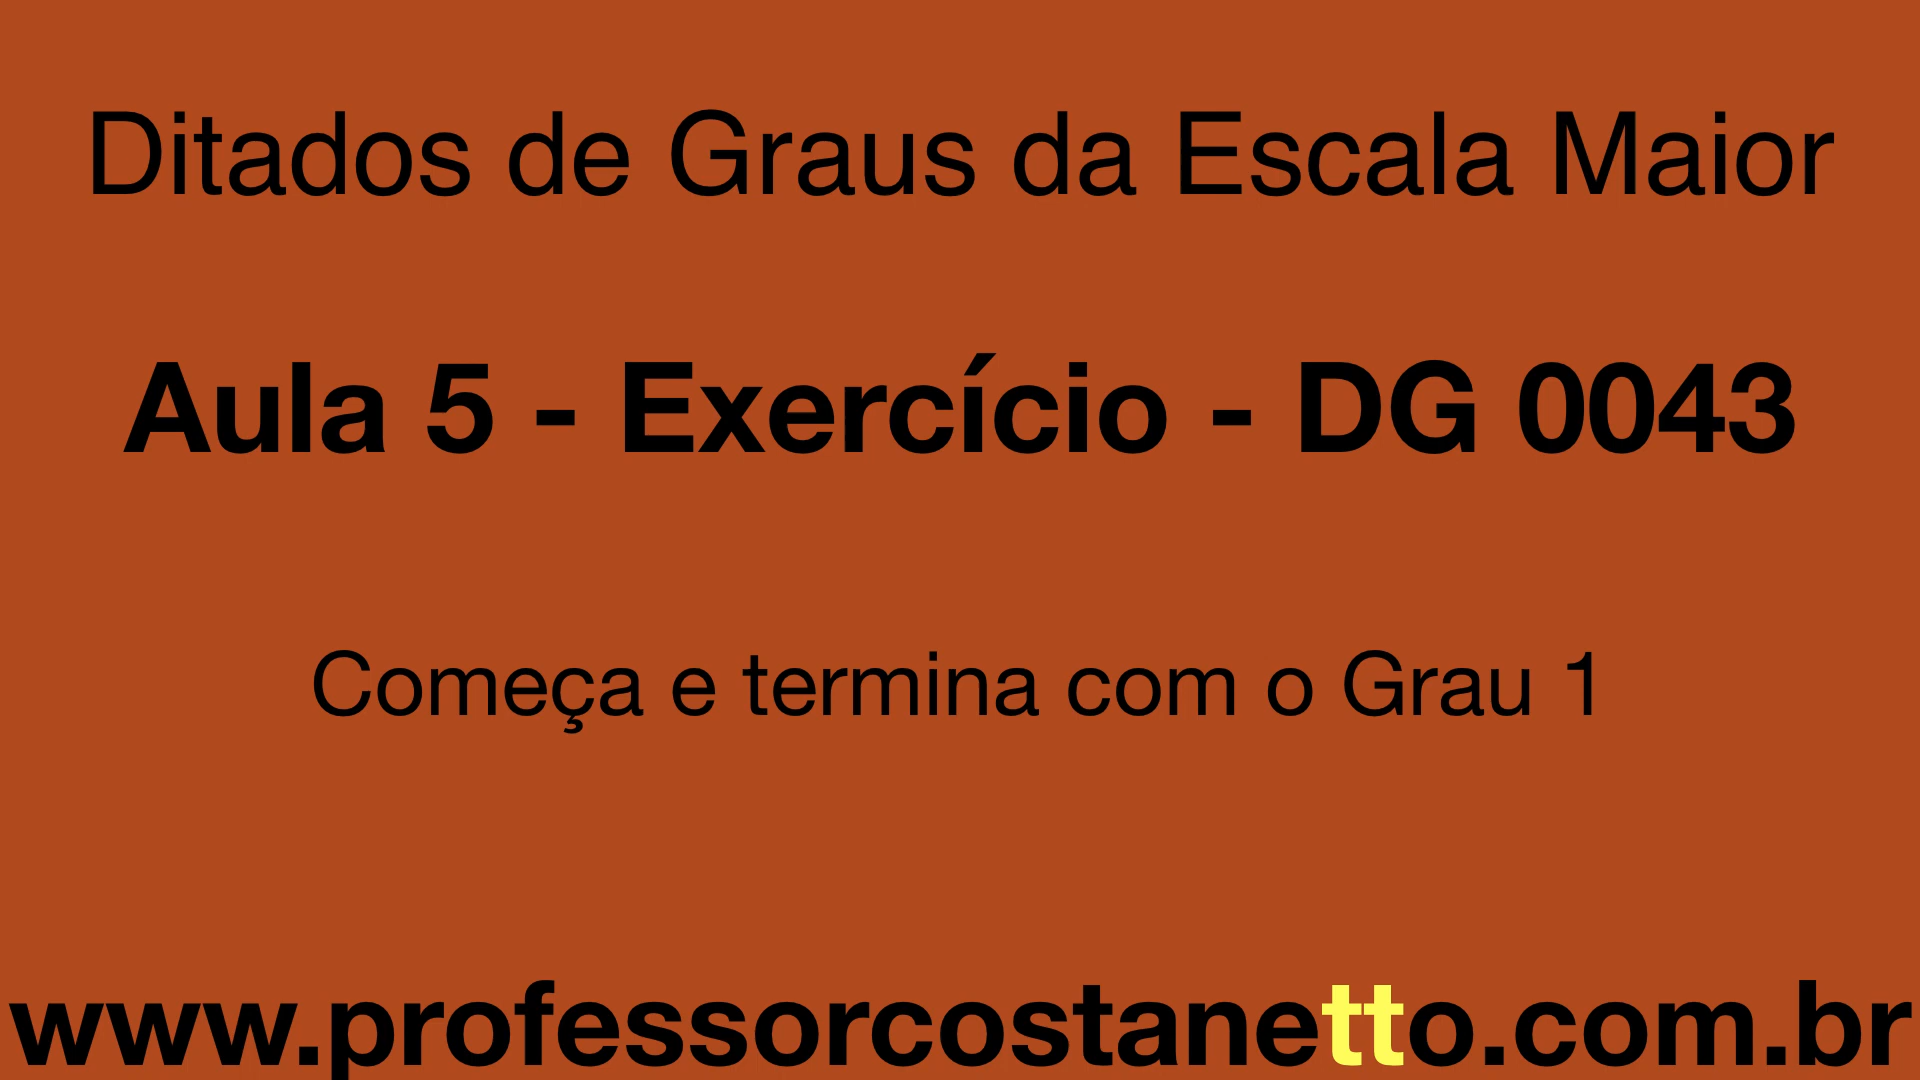 Ditados de Graus da Escala Maior
Aula 5 - Exercício - DG 0043
Começa e termina com o Grau 1
www.professorcostanetto.com.br